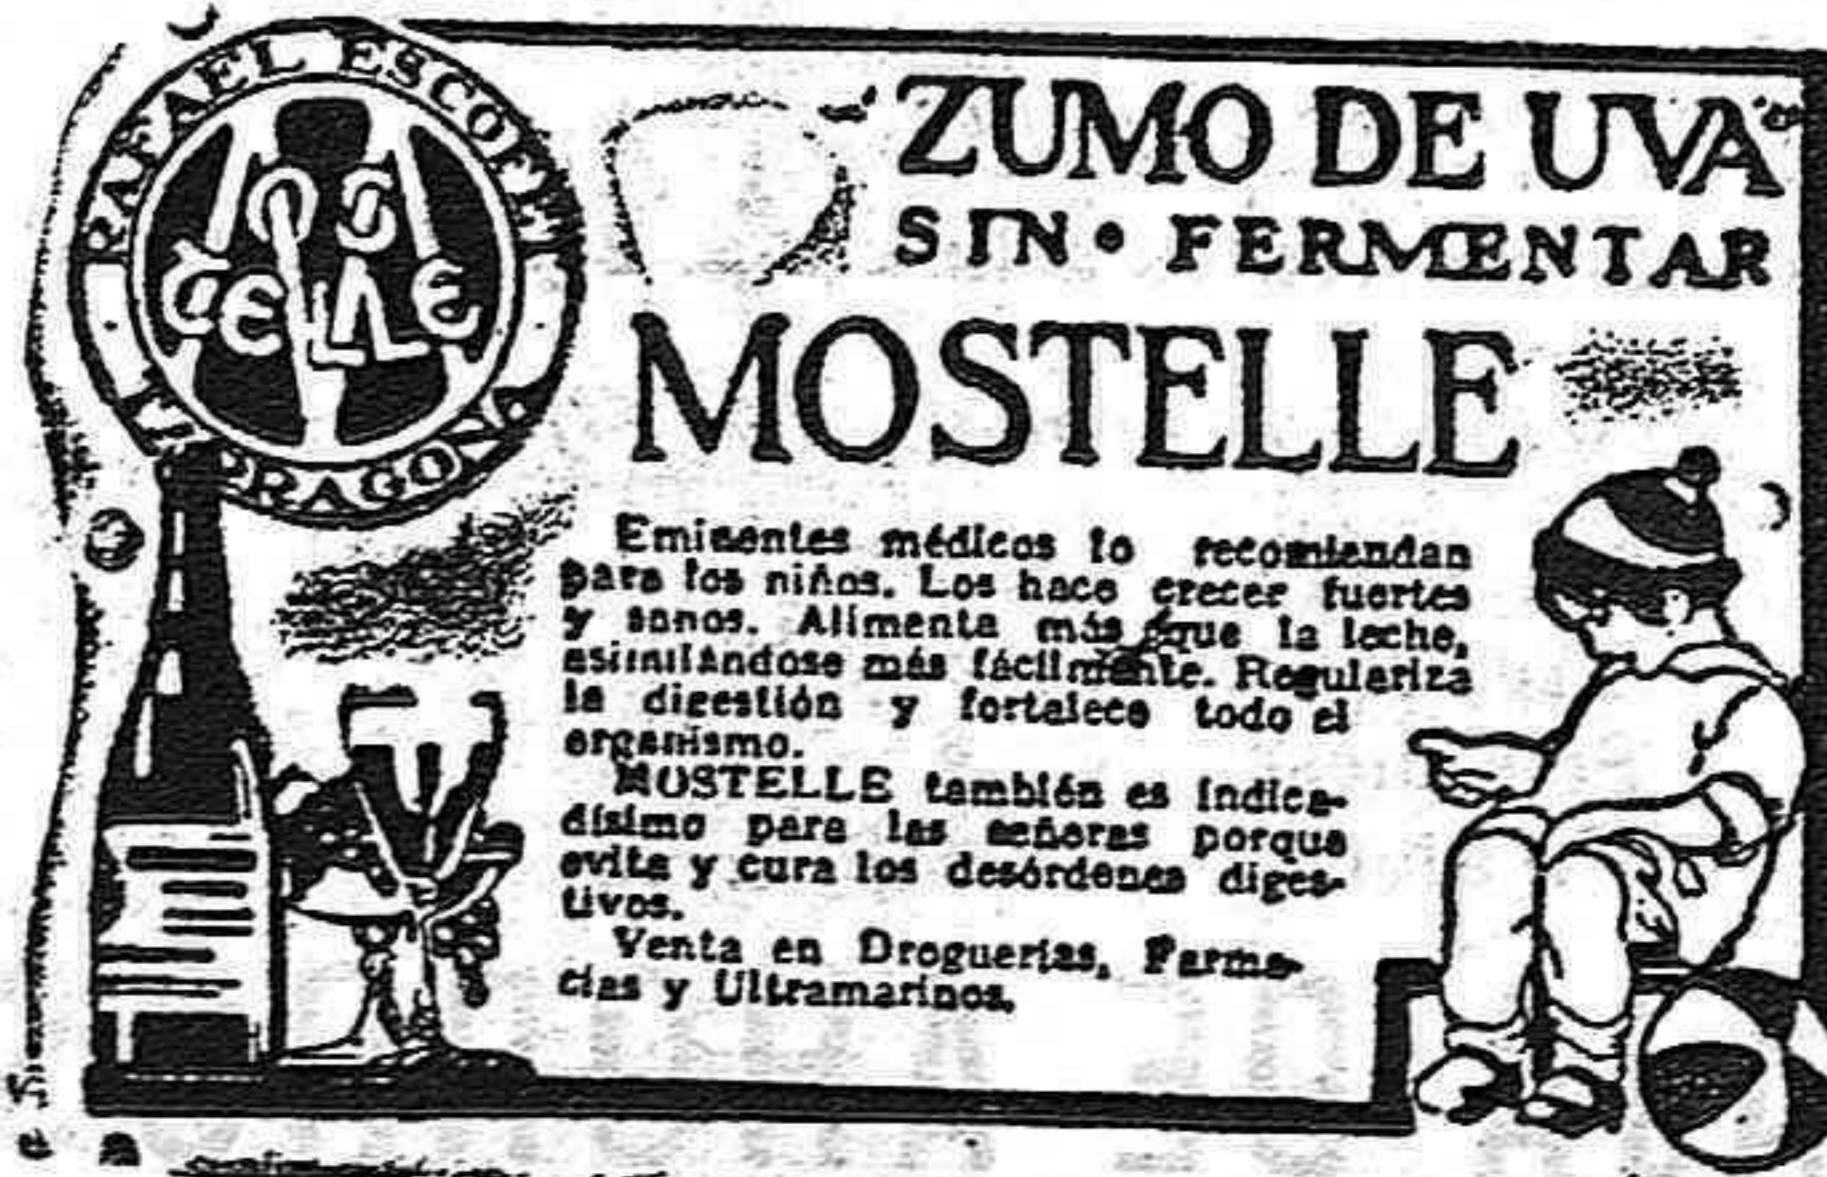 RAFAEL ESCOFET
MOS
TELLE
TARRAGONA
ZUMO DE UVA
SIN • FERMENTAR
MOSTELLE
Eminentes médicos lo recomiendan
para los niños. Los hace crecer fuertes
y sanos. Alimenta más que la leche,
asimilándose más fácilmente. Regulariza
la digestión y fortalece todo el
organismo.
MOSTELLE también es indica-
dísimo para las señoras porque
evita y cura los desórdenes diges-
tivos.
Venta en Droguerías, Farma-
cias y Ultramarinos.